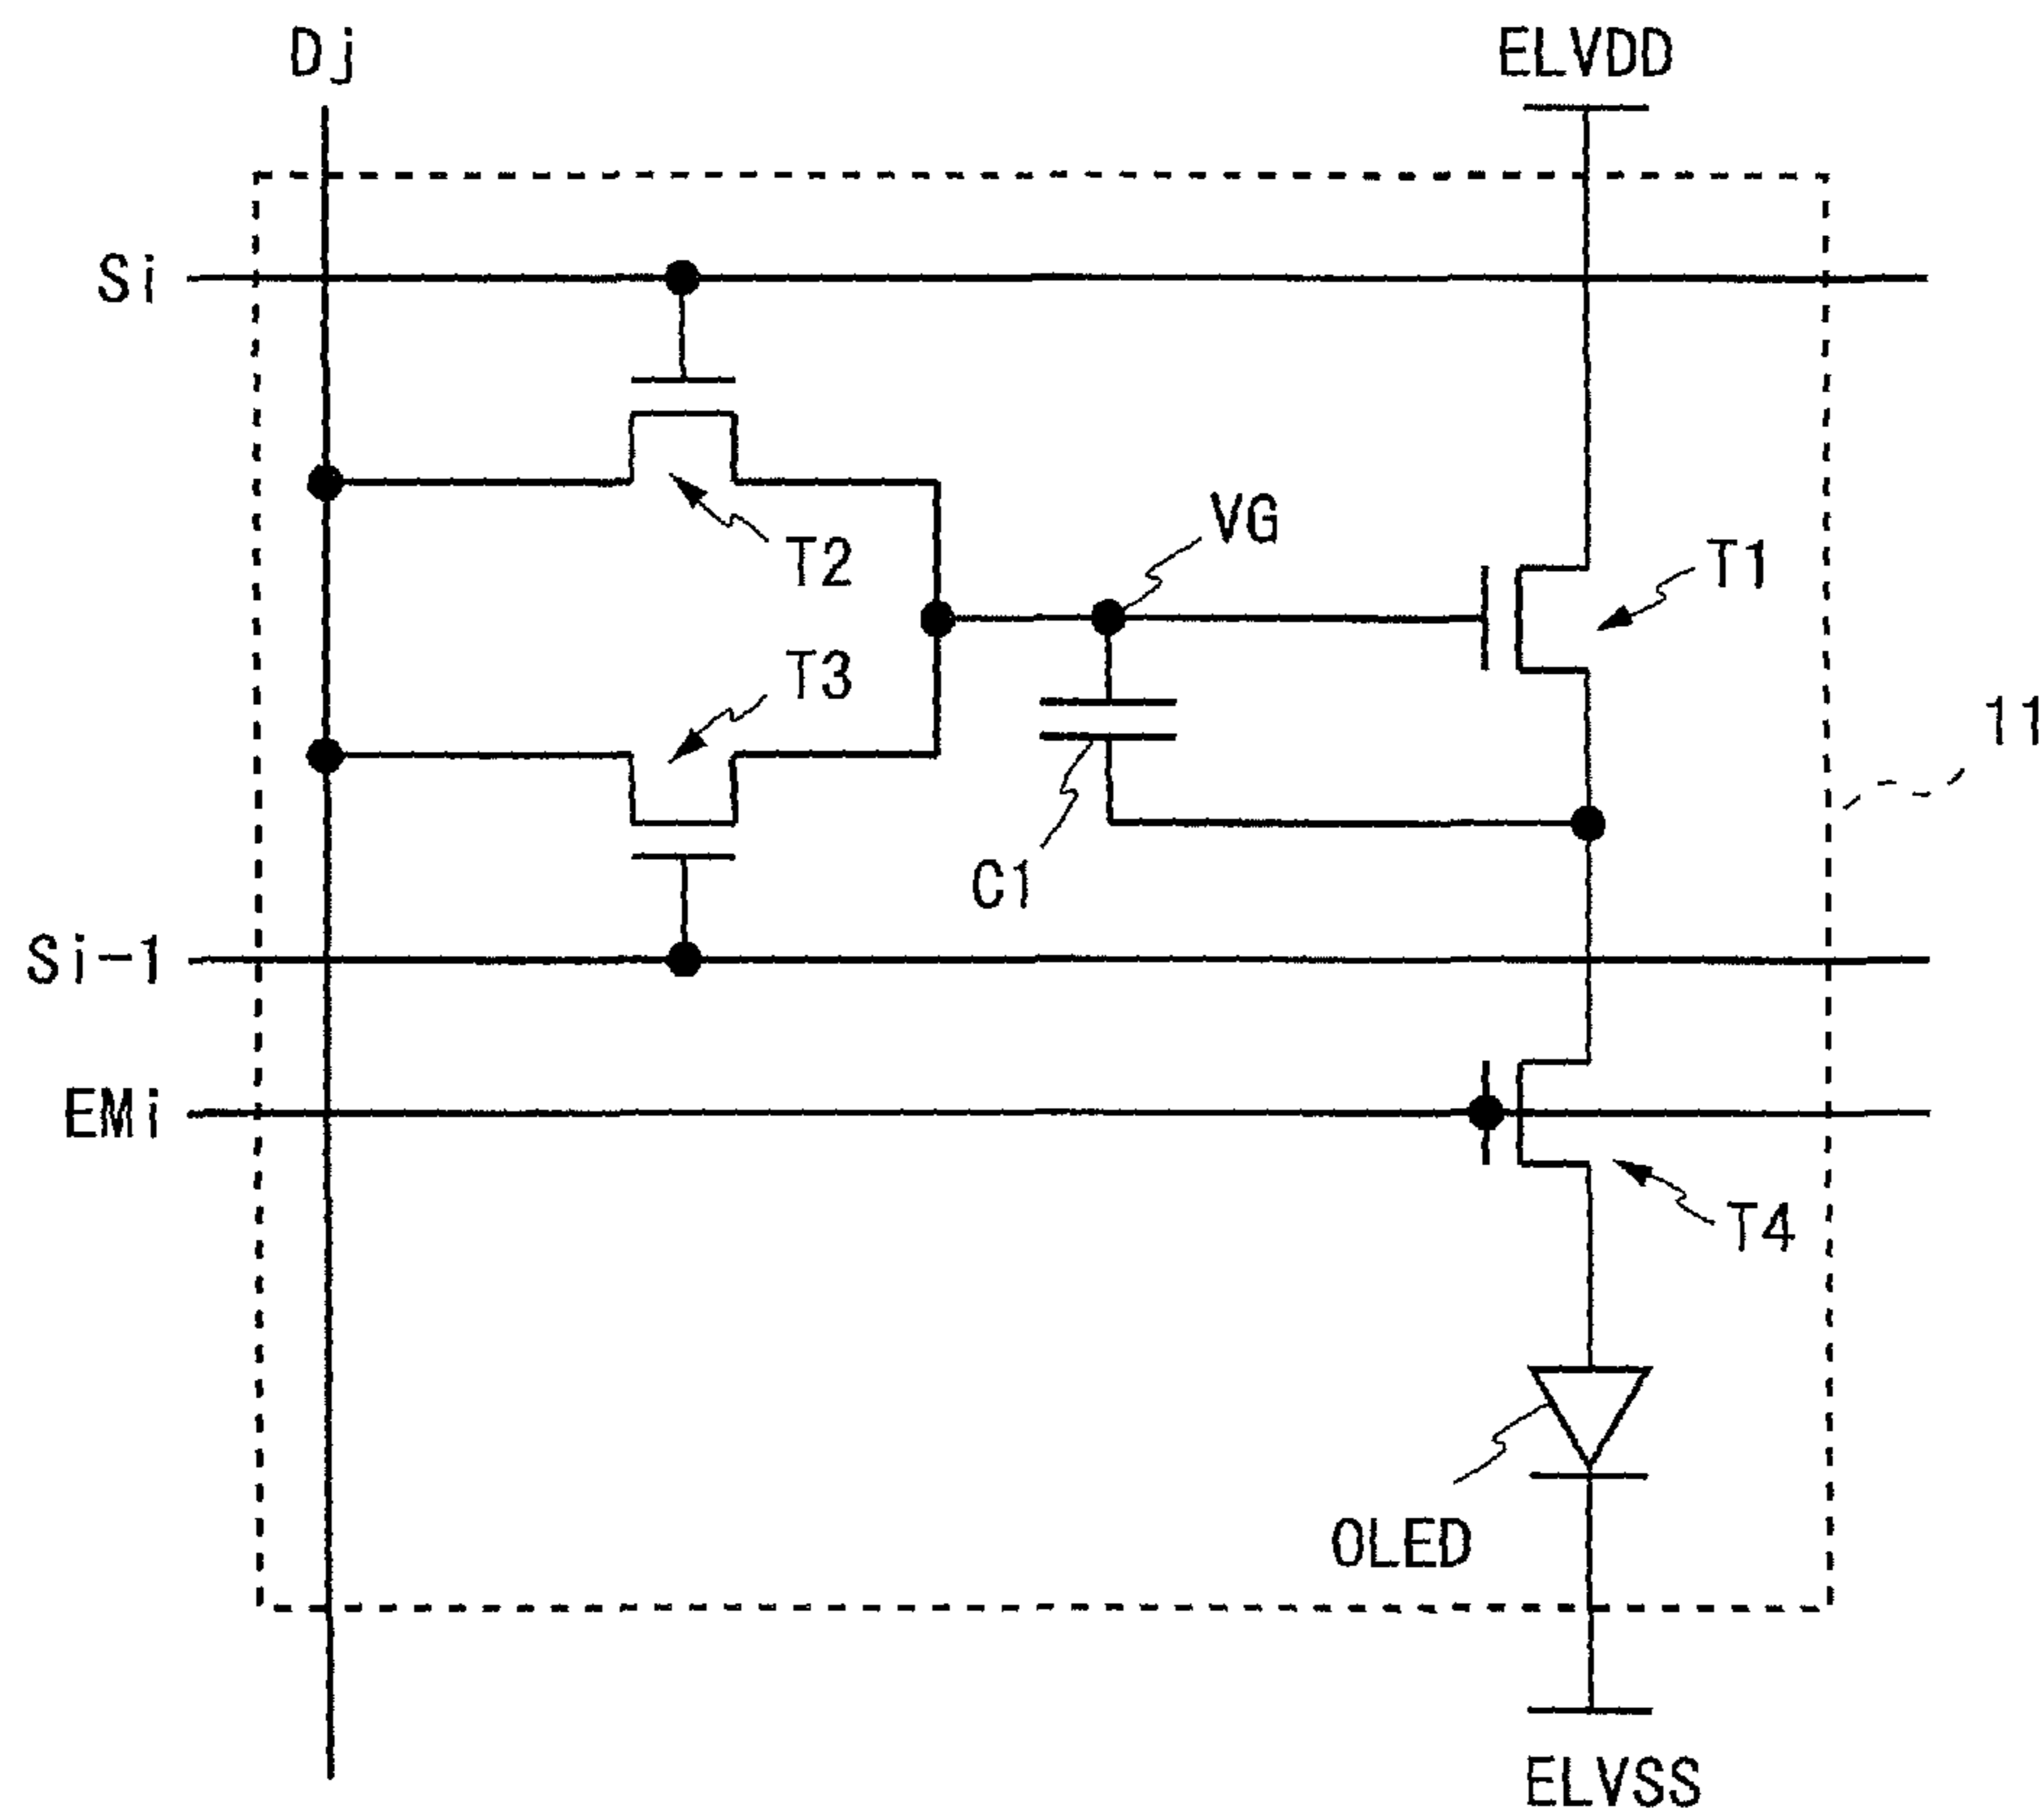 Dj
ELVDD
Si
VG
T2
T1
T3
11
C1
Si-1
EMi
T4
OLED
ELVSS